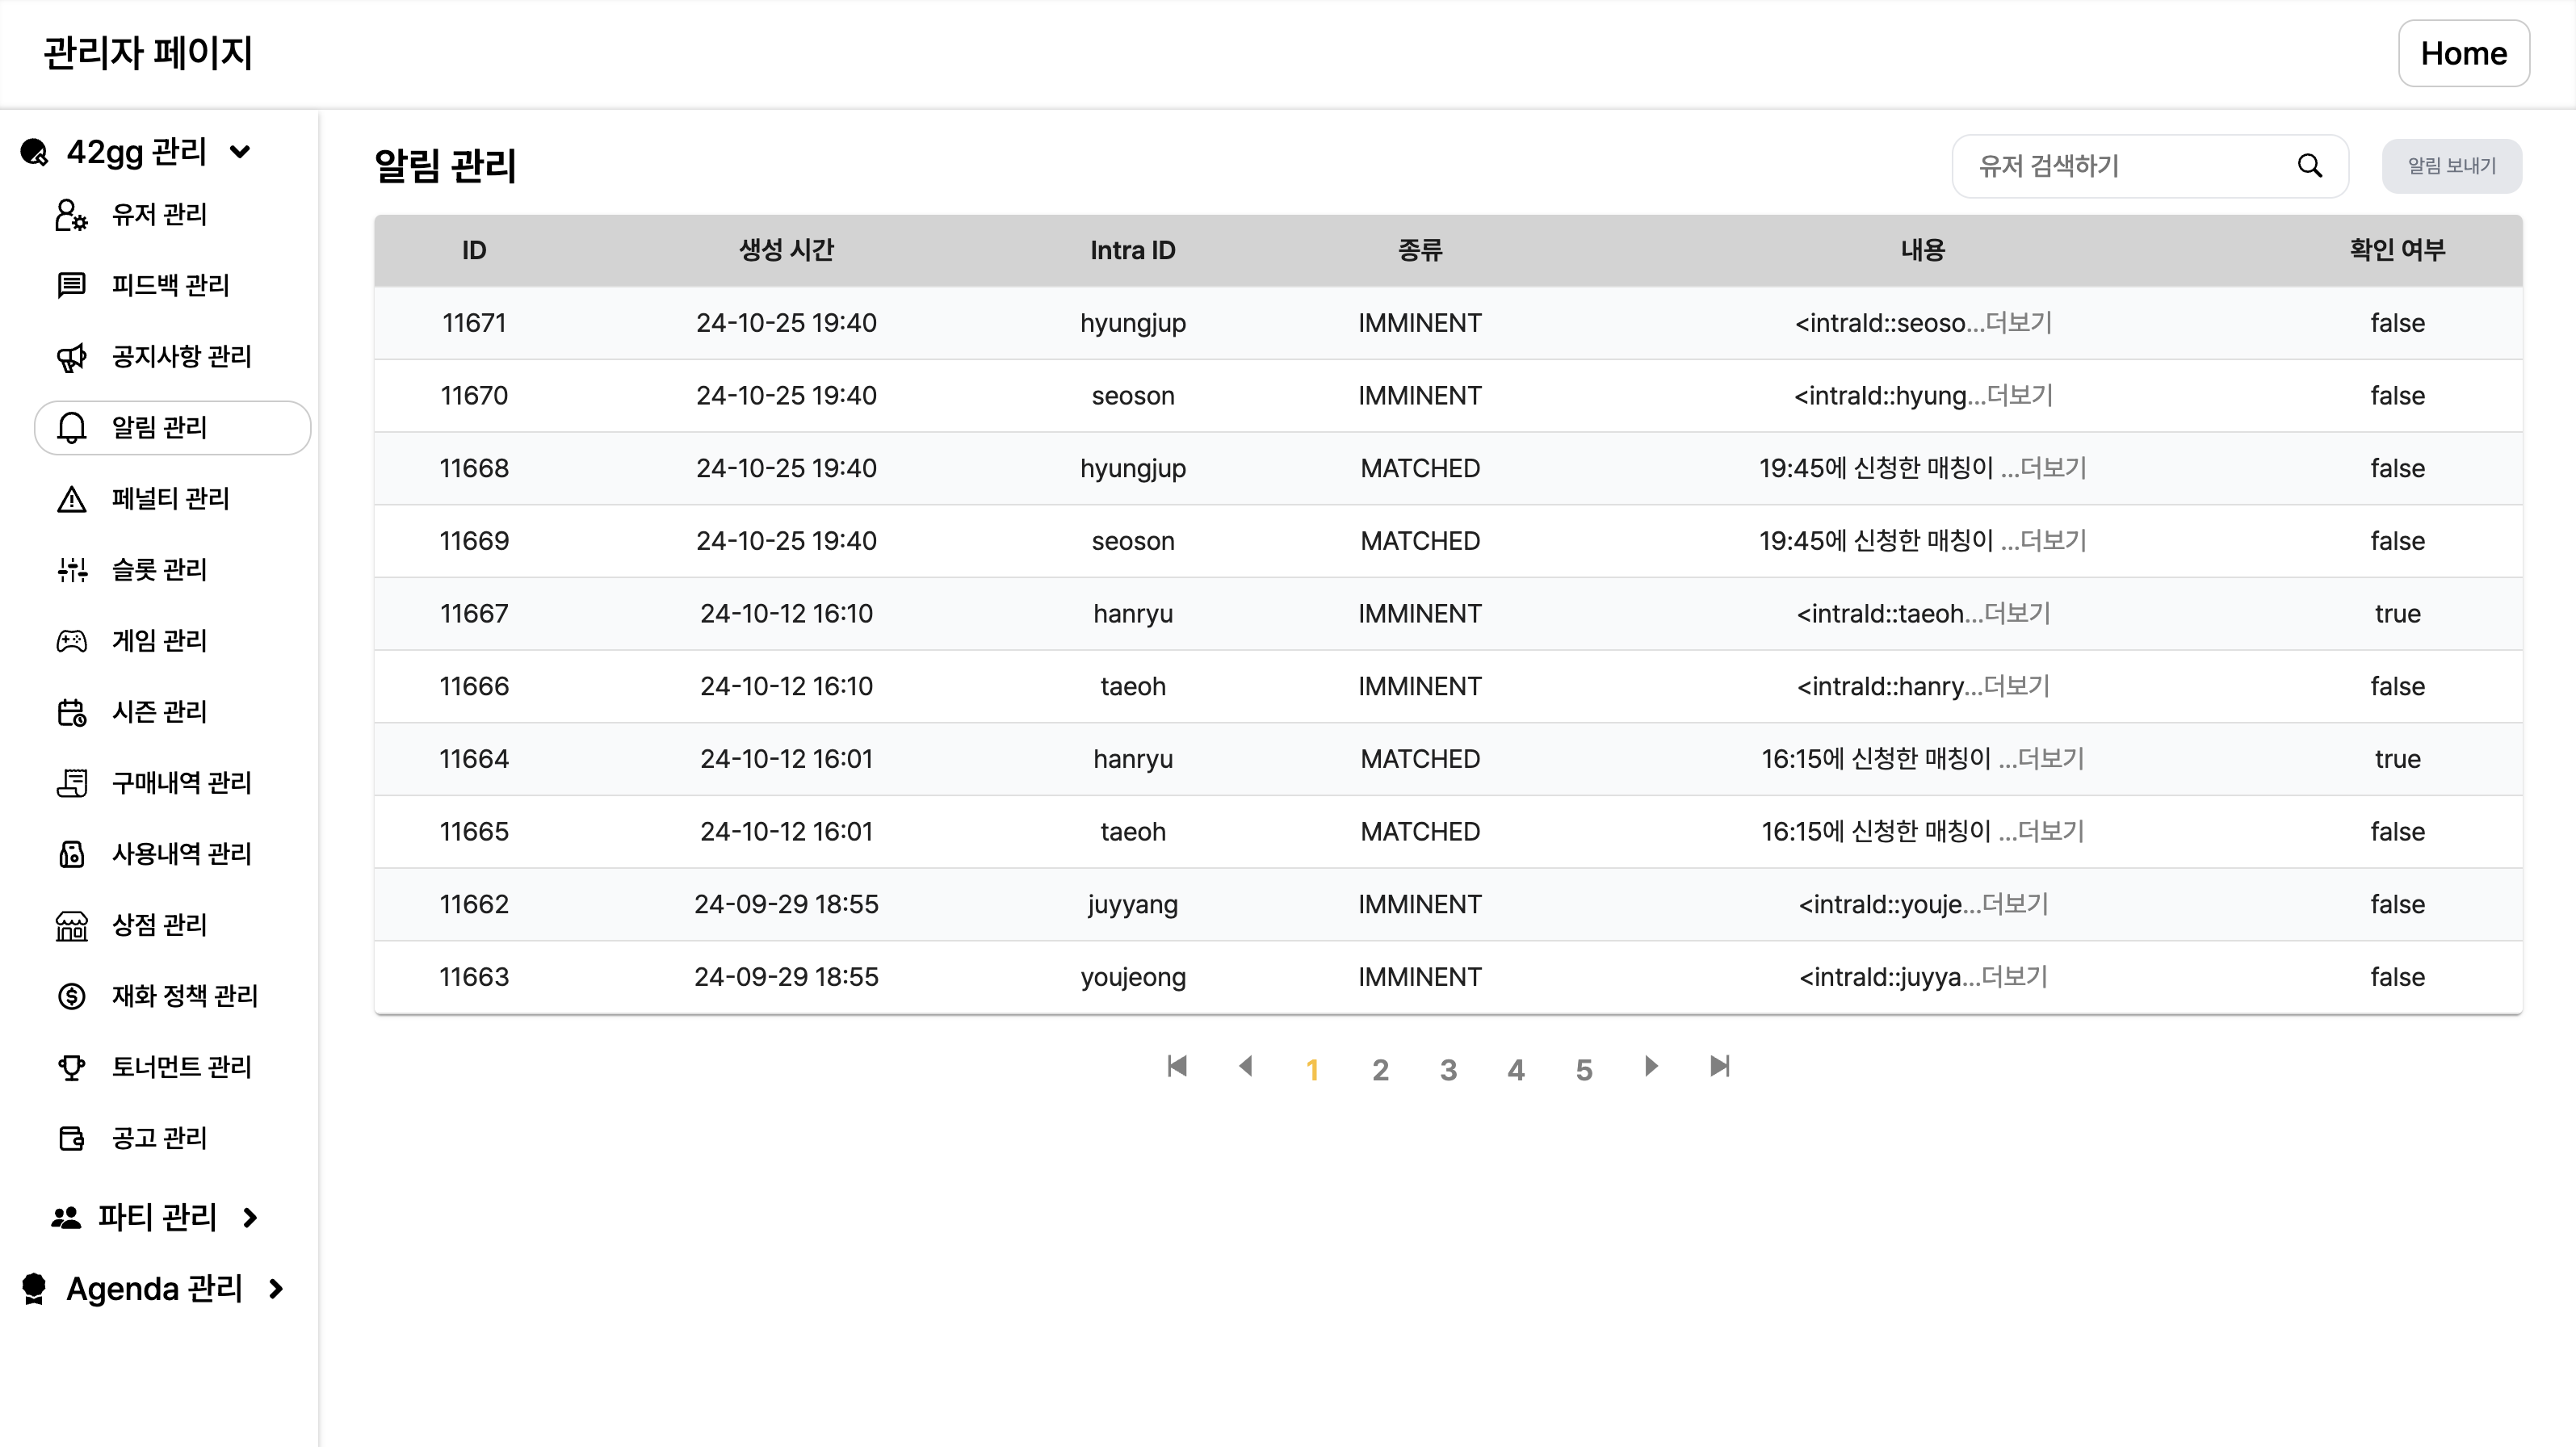 관리자 페이지
Home
42gg 관리
유저 관리
피드백 관리
공지사항 관리
알림 관리
페널티 관리
슬롯 관리
게임 관리
시즌 관리
구매내역 관리
사용내역 관리
상점 관리
재화 정책 관리
토너먼트 관리
공고 관리
파티 관리
Agenda 관리
알림 관리
유저 검색하기
알림 보내기
ID 생성 시간 Intra ID 종류 내용 확인 여부
11671 24-10-25 19:40 hyungjup IMMINENT <intraId::seoso...더보기 false
11670 24-10-25 19:40 seoson IMMINENT <intraId::hyung...더보기 false
11668 24-10-25 19:40 hyungjup MATCHED 19:45에 신청한 매칭이 ...더보기 false
11669 24-10-25 19:40 seoson MATCHED 19:45에 신청한 매칭이 ...더보기 false
11667 24-10-12 16:10 hanryu IMMINENT <intraId::taeoh...더보기 true
11666 24-10-12 16:10 taeoh IMMINENT <intraId::hanry...더보기 false
11664 24-10-12 16:01 hanryu MATCHED 16:15에 신청한 매칭이 ...더보기 true
11665 24-10-12 16:01 taeoh MATCHED 16:15에 신청한 매칭이 ...더보기 false
11662 24-09-29 18:55 juyyang IMMINENT <intraId::youje...더보기 false
11663 24-09-29 18:55 youjeong IMMINENT <intraId::juyya...더보기 false
1 2 3 4 5